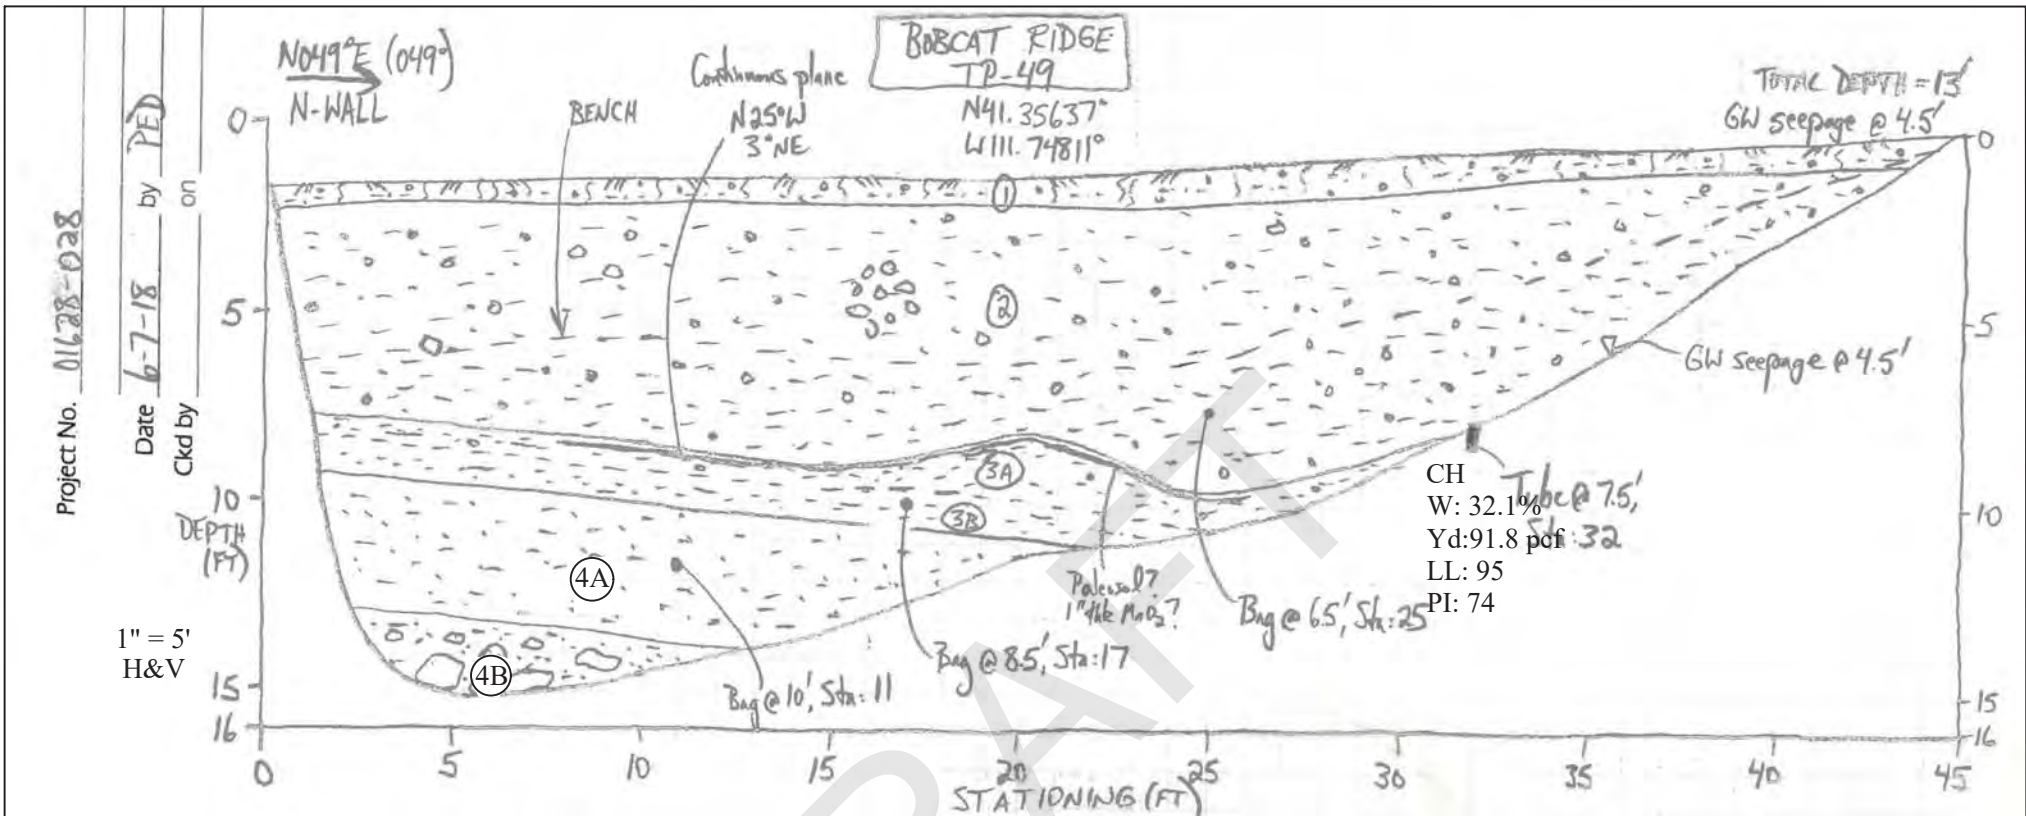 Project No. 01628-028
Date 6-7-18 by PED
Ckd by on
N049°E (049°)
N-WALL
BENCH
Continuous plane
N25°W
3°NE
BOBCAT RIDGE
TP-49
N41.35637°
W111.74811°
TOTAL DEPTH = 13'
GW seepage @ 4.5'
0
5
10
DEPTH
(FT)
15
16
1" = 5'
H&V
1
2
3A
3B
4A
4B
GW seepage @ 4.5'
Tube @ 7.5',
Sta: 32
CH
W: 32.1%
Yd:91.8 pcf
LL: 95
PI: 74
Paleosol?
1" thk MnO2?
Bag @ 6.5', Sta: 25
Bag @ 8.5', Sta: 17
Bag @ 10', Sta: 11
0
5
10
15
16
0 5 10 15 20 25 30 35 40 45
STATIONING (FT)
DRAFT